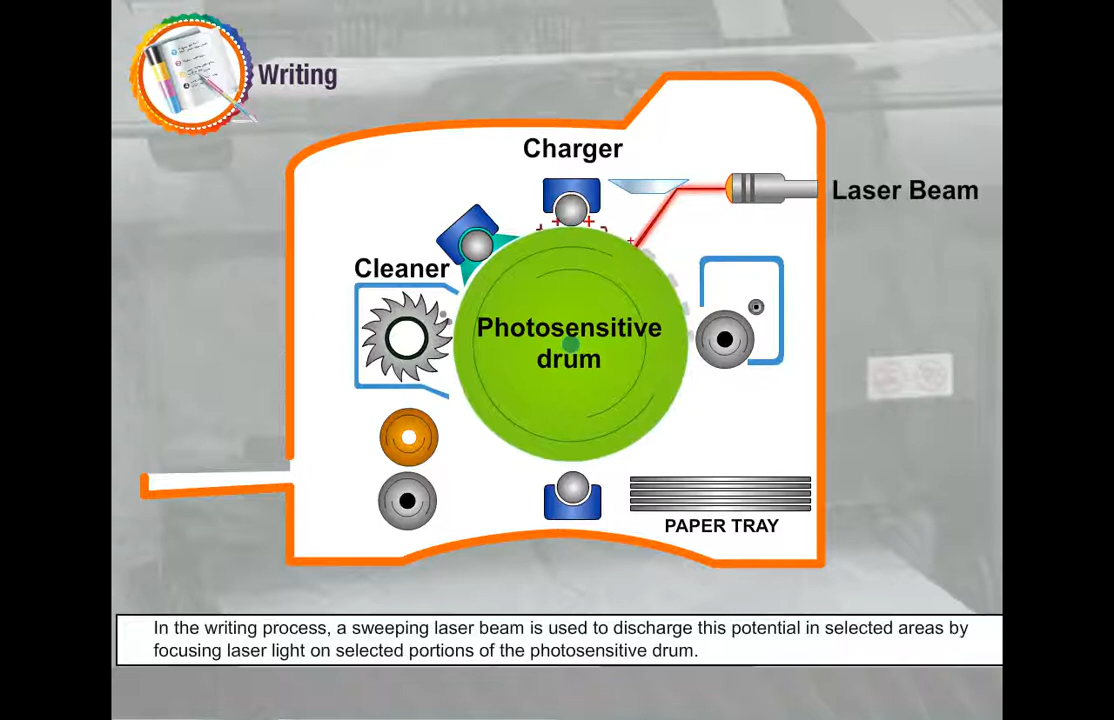 Writing
Charger
Laser Beam
Cleaner
Photosensitive
drum
PAPER TRAY
In the writing process, a sweeping laser beam is used to discharge this potential in selected areas by
focusing laser light on selected portions of the photosensitive drum.